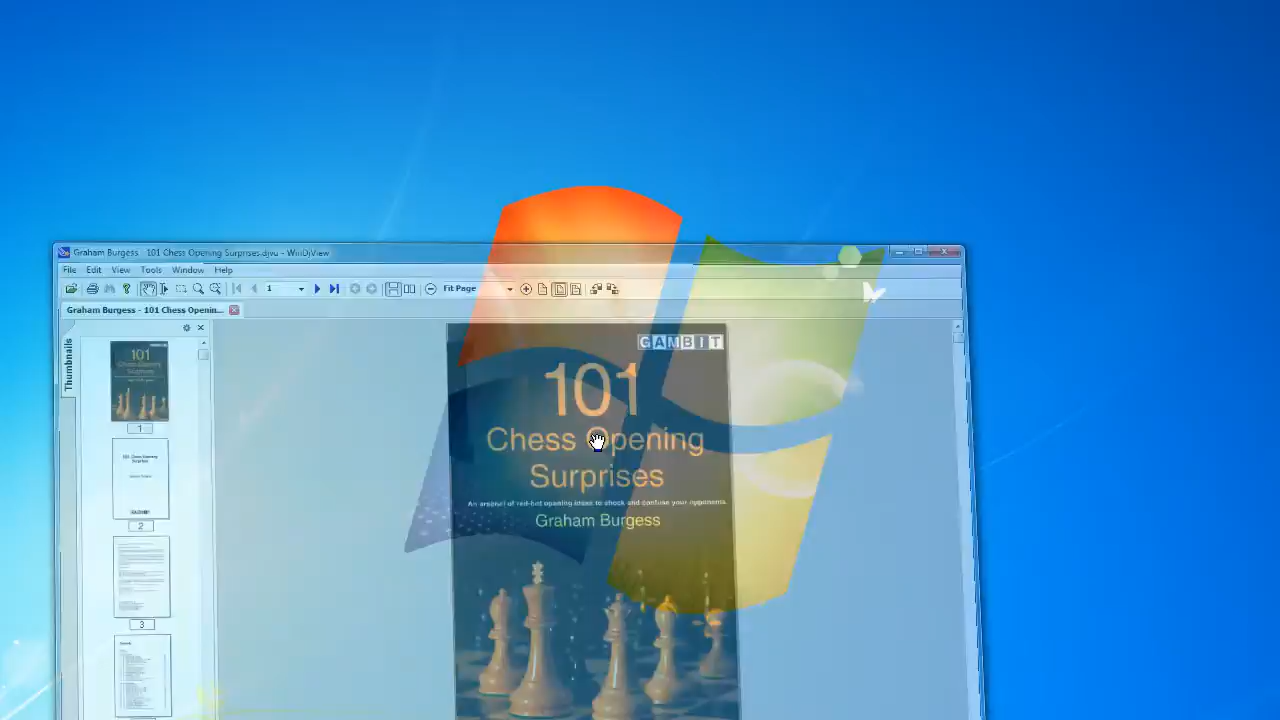 Graham Burgess - 101 Chess Opening Surprises.djvu - WinDjView
File Edit View Tools Window Help
1 Fit Page
Graham Burgess - 101 Chess Openin...
Thumbnails
GAMBIT
101
Chess Opening
Surprises
An arsenal of red-hot opening ideas to shock and confuse your opponents
Graham Burgess
1
2
3